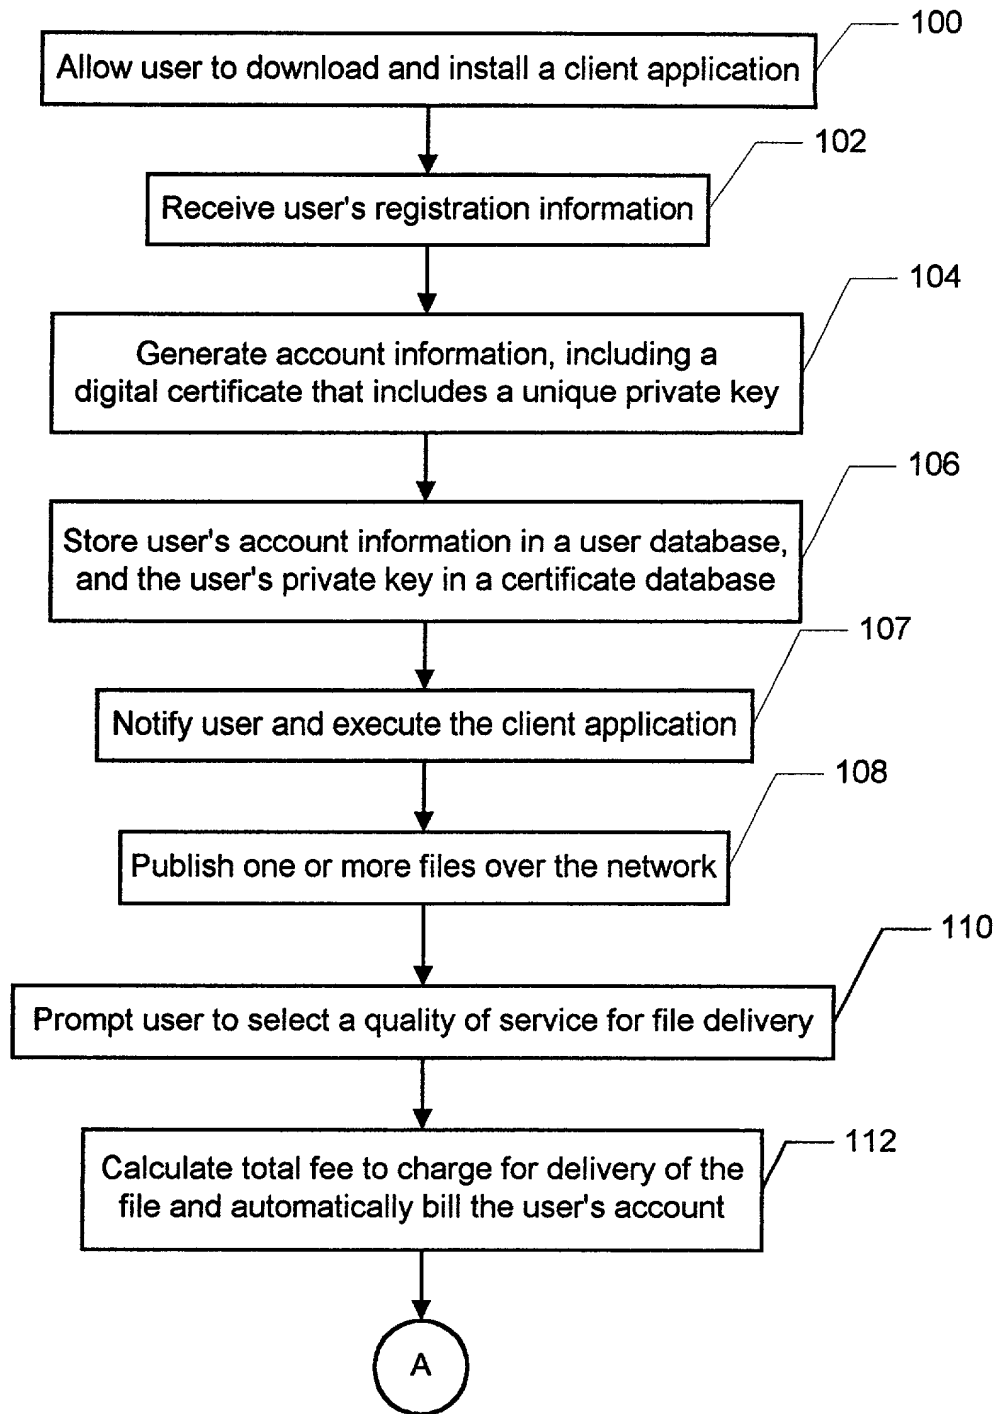 100
Allow user to download and install a client application
102
Receive user's registration information
104
Generate account information, including a
digital certificate that includes a unique private key
106
Store user's account information in a user database,
and the user's private key in a certificate database
107
Notify user and execute the client application
108
Publish one or more files over the network
110
Prompt user to select a quality of service for file delivery
112
Calculate total fee to charge for delivery of the
file and automatically bill the user's account
A